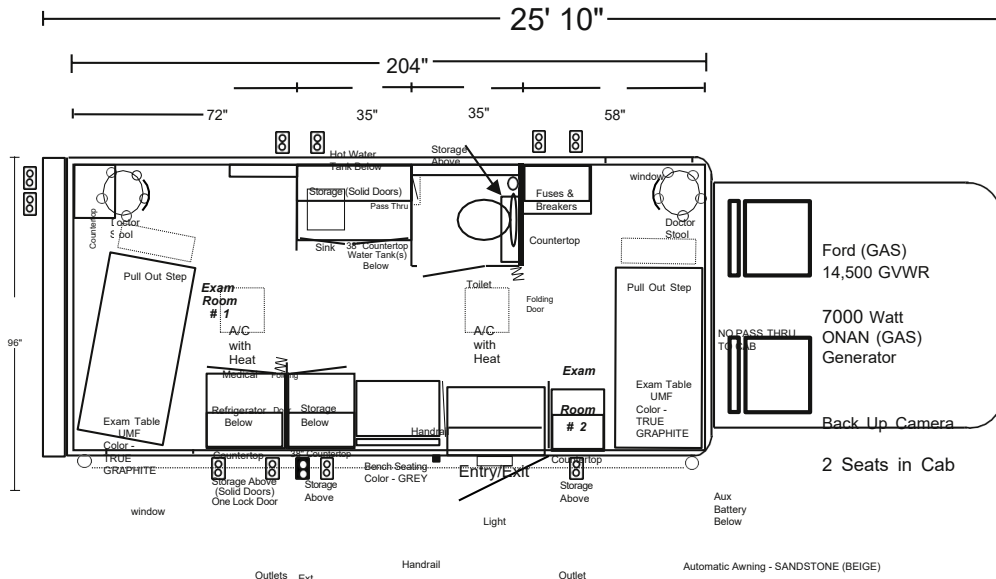 25' 10"
204"
72"
35"
35"
58"
96"
Hot Water
Tank Below
Storage
Above
Storage (Solid Doors)
Pass Thru
Fuses &
Breakers
window
Countertop
Doctor
Stool
Doctor
Stool
Sink
38" Countertop
Water Tank(s)
Below
Countertop
Pull Out Step
Toilet
Folding
Door
Pull Out Step
Exam
Room
# 1
A/C
with
Heat
A/C
with
Heat
NO PASS THRU
TO CAB
Ford (GAS)
14,500 GVWR
7000 Watt
ONAN (GAS)
Generator
Back Up Camera
2 Seats in Cab
Medical
Refrigerator
Below
Folding
Door
Storage
Below
Exam
Room
# 2
Exam Table
UMF
Color -
TRUE
GRAPHITE
Exam Table
UMF
Color -
TRUE
GRAPHITE
Handrail
Countertop
38" Countertop
Bench Seating
Color - GREY
Entry/Exit
Countertop
Storage Above
(Solid Doors)
One Lock Door
Storage
Above
Storage
Above
window
Light
Aux
Battery
Below
Handrail
Automatic Awning - SANDSTONE (BEIGE)
Outlets
Ext
Outlet